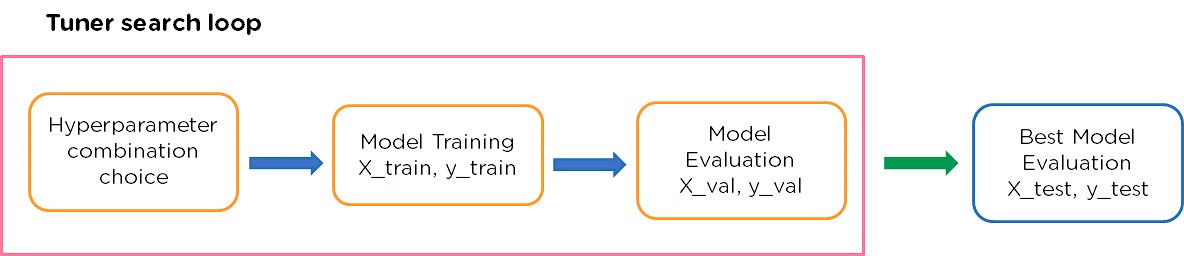 Tuner search loop
Hyperparameter
combination
choice
Model Training
X_train, y_train
Model
Evaluation
X_val, y_val
Best Model
Evaluation
X_test, y_test